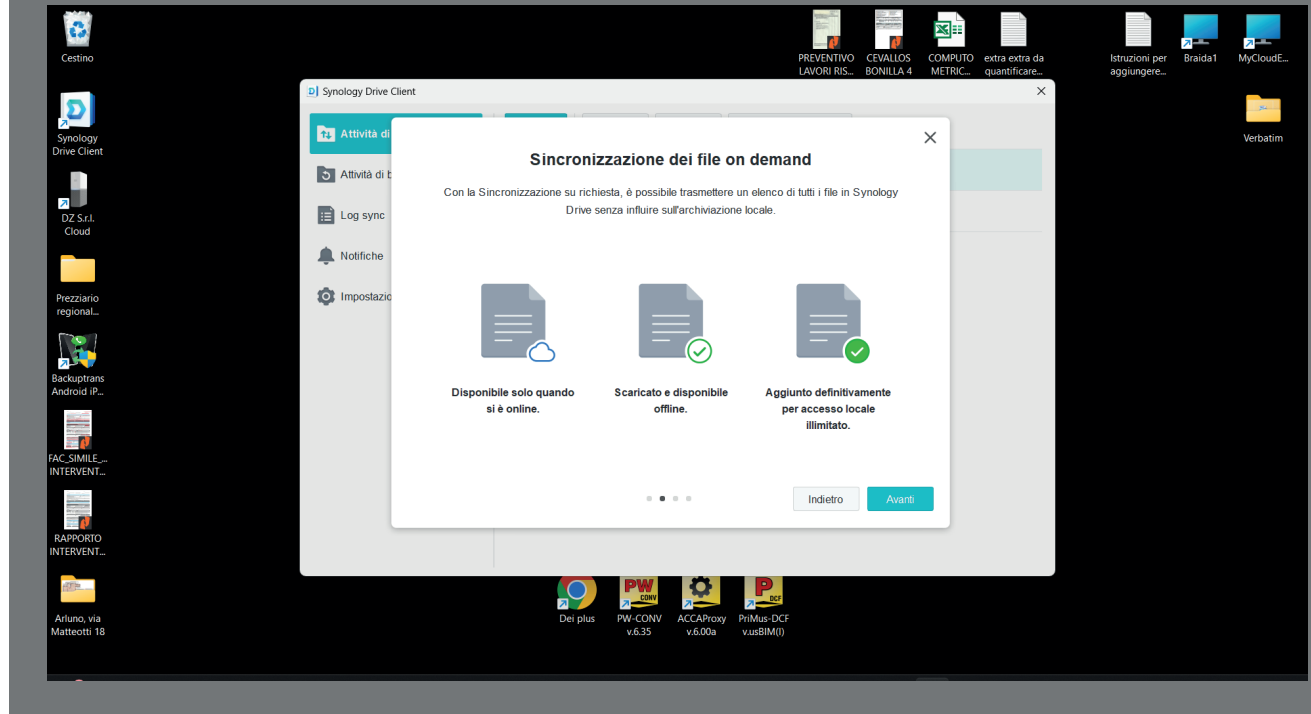 Cestino
PREVENTIVO
LAVORI RIS...
CEVALLOS
BONILLA 4
COMPUTO
METRIC...
extra extra da
quantificare...
Istruzioni per
aggiungere...
Braida1
MyCloudE...
Synology
Drive Client
Verbatim
DZ S.r.l.
Cloud
Prezziario
regional...
Backuptrans
Android iP...
FAC_SIMILE_...
INTERVENT...
RAPPORTO
INTERVENT...
Arluno, via
Matteotti 18
Synology Drive Client
Attività di
Attività di b
Log sync
Notifiche
Impostazio
Sincronizzazione dei file on demand
Con la Sincronizzazione su richiesta, è possibile trasmettere un elenco di tutti i file in Synology
Drive senza influire sull'archiviazione locale.
Disponibile solo quando
si è online.
Scaricato e disponibile
offline.
Aggiunto definitivamente
per accesso locale
illimitato.
Indietro
Avanti
Dei plus
PW
CONV
PW-CONV
v.6.35
ACCAProxy
v.6.00a
P
DCF
PriMus-DCF
v.usBIM(I)